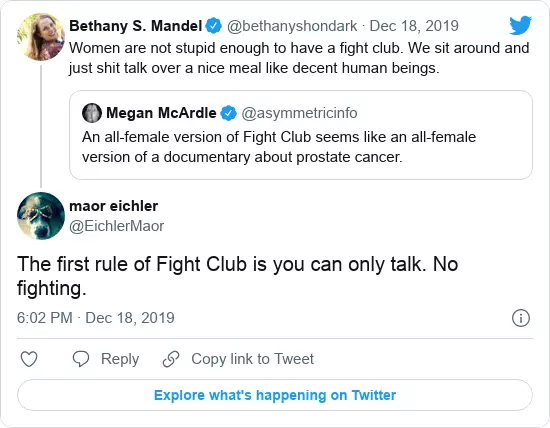 Bethany S. Mandel @bethanyshondark · Dec 18, 2019
Women are not stupid enough to have a fight club. We sit around and
just shit talk over a nice meal like decent human beings.
Megan McArdle @asymmetricinfo
An all-female version of Fight Club seems like an all-female
version of a documentary about prostate cancer.
maor eichler
@EichlerMaor
The first rule of Fight Club is you can only talk. No
fighting.
6:02 PM · Dec 18, 2019
Reply Copy link to Tweet
Explore what's happening on Twitter